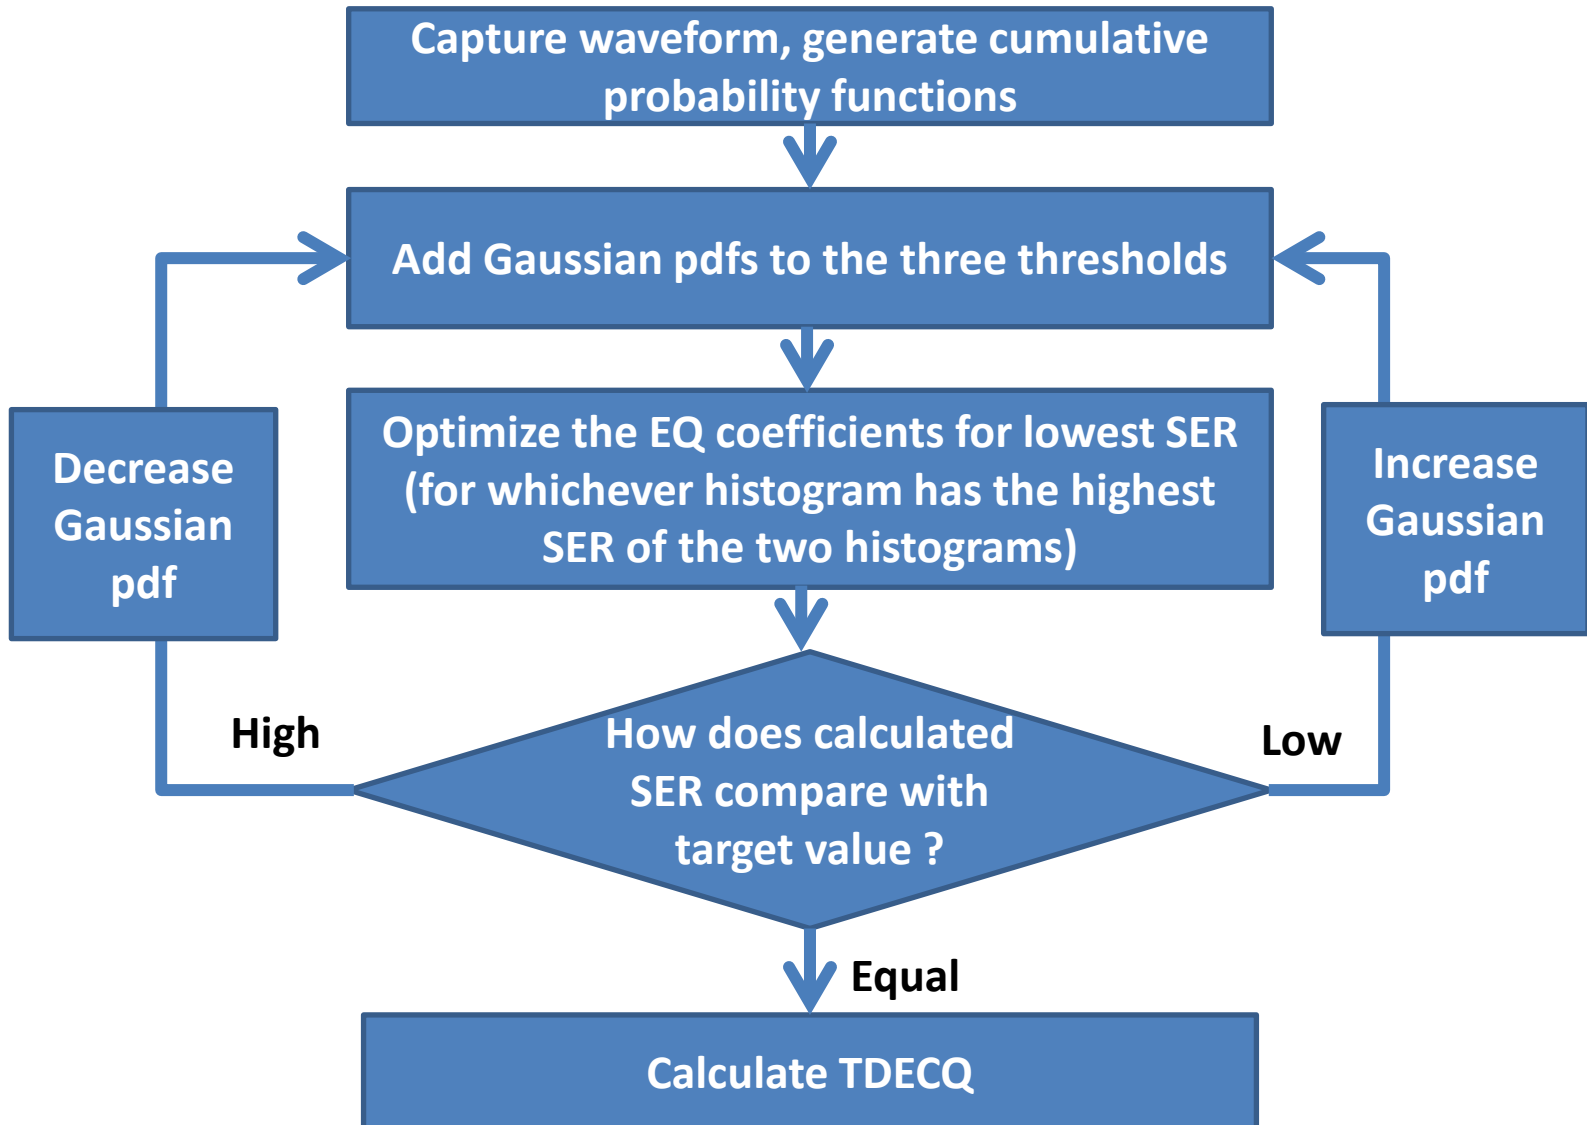 Capture waveform, generate cumulative
probability functions
Add Gaussian pdfs to the three thresholds
Optimize the EQ coefficients for lowest SER
(for whichever histogram has the highest
SER of the two histograms)
Decrease
Gaussian
pdf
Increase
Gaussian
pdf
High
How does calculated
SER compare with
target value ?
Low
Equal
Calculate TDECQ